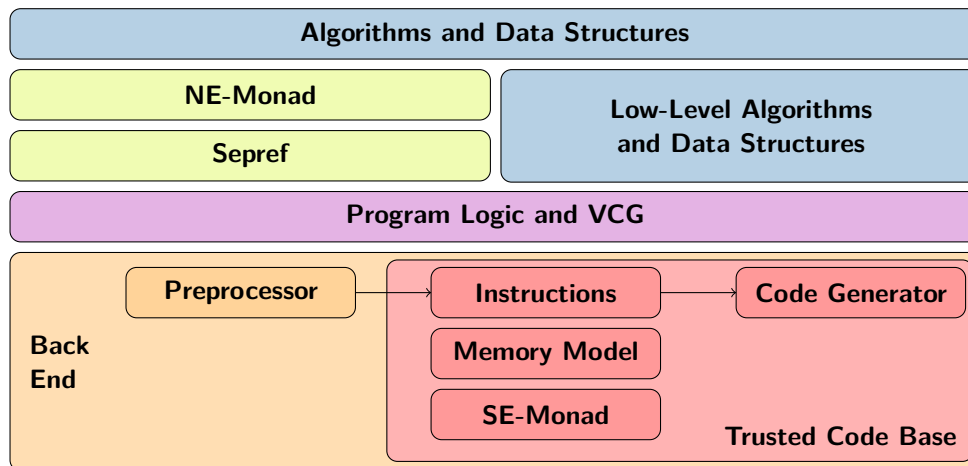 Algorithms and Data Structures
NE-Monad
Low-Level Algorithms
and Data Structures
Sepref
Program Logic and VCG
Preprocessor
Instructions
Code Generator
Back
End
Memory Model
SE-Monad
Trusted Code Base